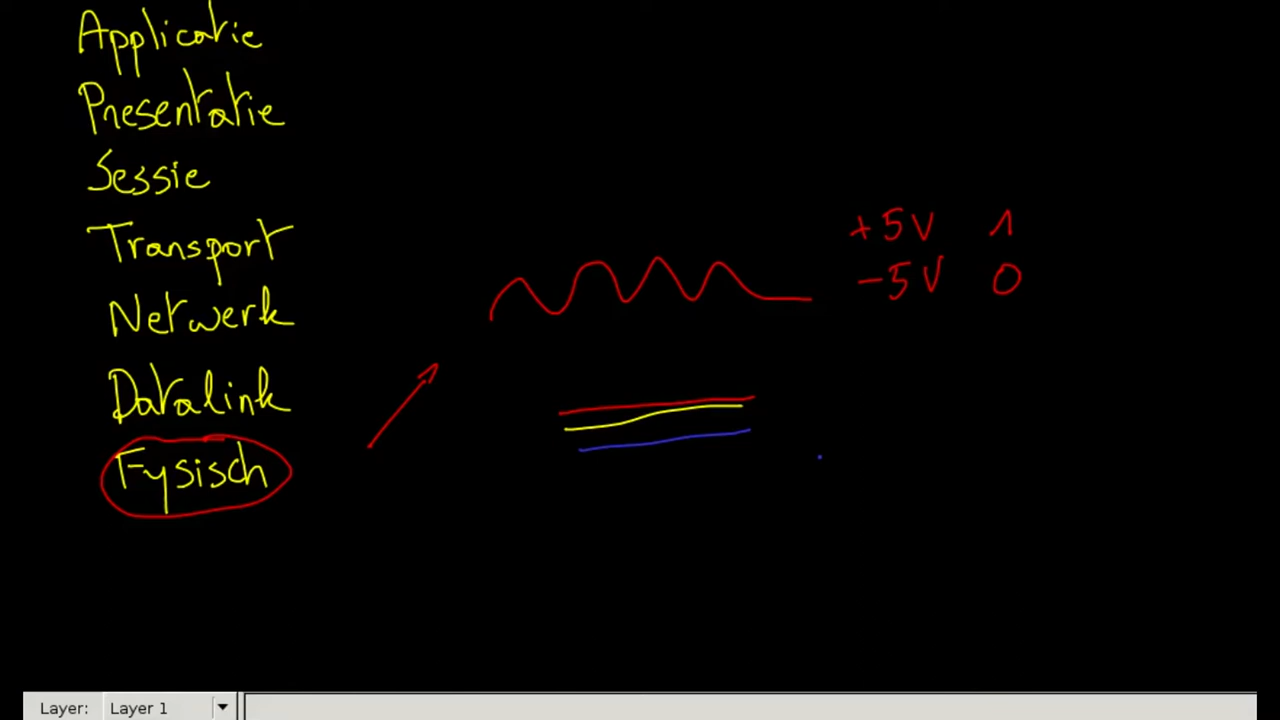 Applicatie
Presentatie
Sessie
Transport
Netwerk
Datalink
Fysisch
+5V 1
-5V 0
Layer: Layer 1